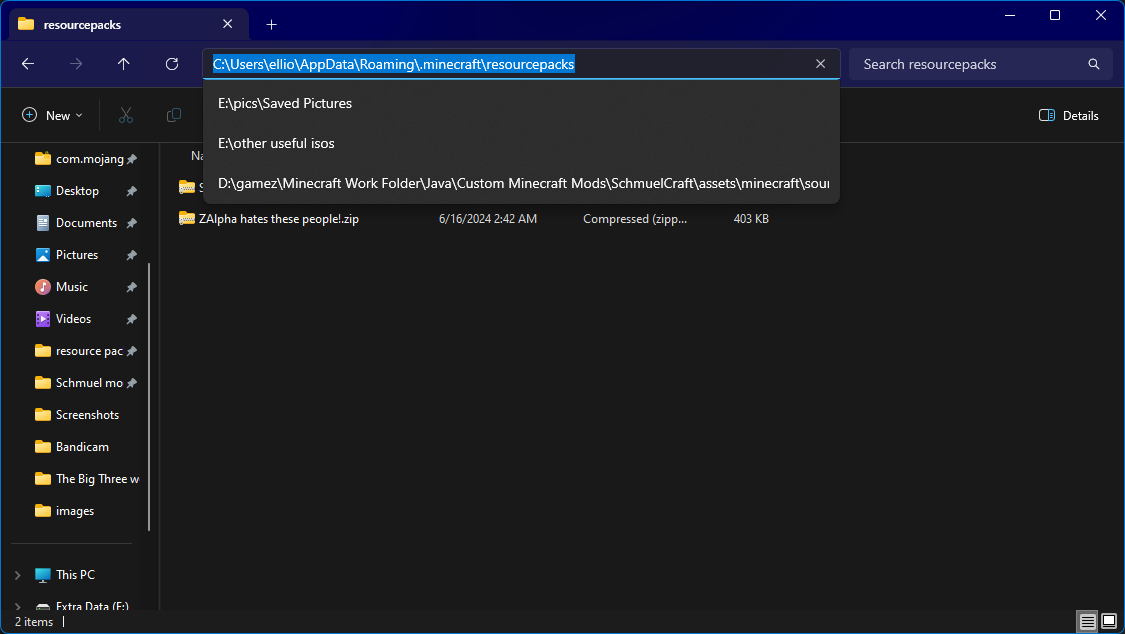 resourcepacks
C:\Users\ellio\AppData\Roaming\.minecraft\resourcepacks
Search resourcepacks
E:\pics\Saved Pictures
E:\other useful isos
D:\gamez\Minecraft Work Folder\Java\Custom Minecraft Mods\SchmuelCraft\assets\minecraft\sour
New
Details
Na
S
ZAlpha hates these people!.zip 6/16/2024 2:42 AM Compressed (zipp... 403 KB
com.mojang
Desktop
Documents
Pictures
Music
Videos
resource pac
Schmuel mo
Screenshots
Bandicam
The Big Three w
images
This PC
Extra Data (E:)
2 items